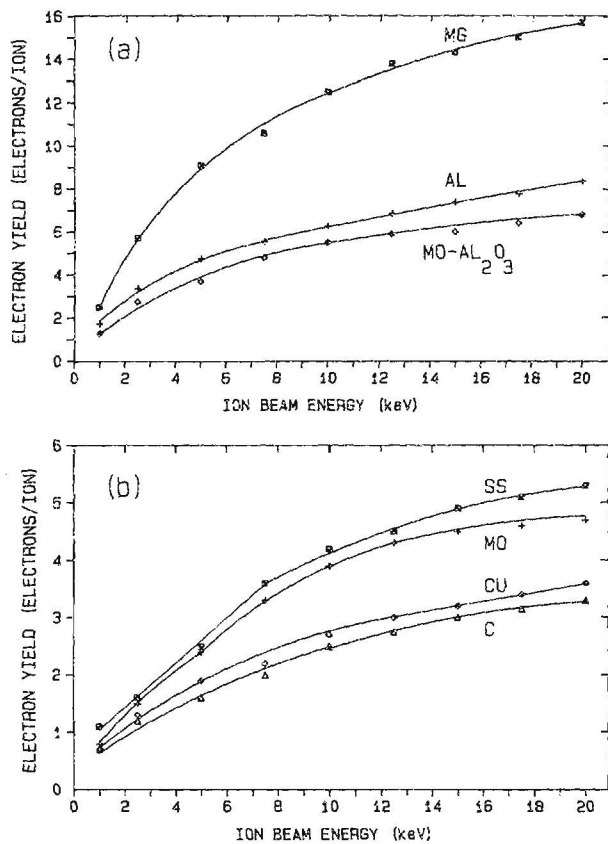 16
(a)
MG
14
12
10
AL
8
6
MO-AL2O3
4
2
0
0 2 4 6 8 10 12 14 16 18 20
ELECTRON YIELD (ELECTRONS/ION)
ION BEAM ENERGY (keV)
6
(b)
SS
5
MO
4
CU
3
C
2
1
0
0 2 4 6 8 10 12 14 16 18 20
ELECTRON YIELD (ELECTRONS/ION)
ION BEAM ENERGY (keV)